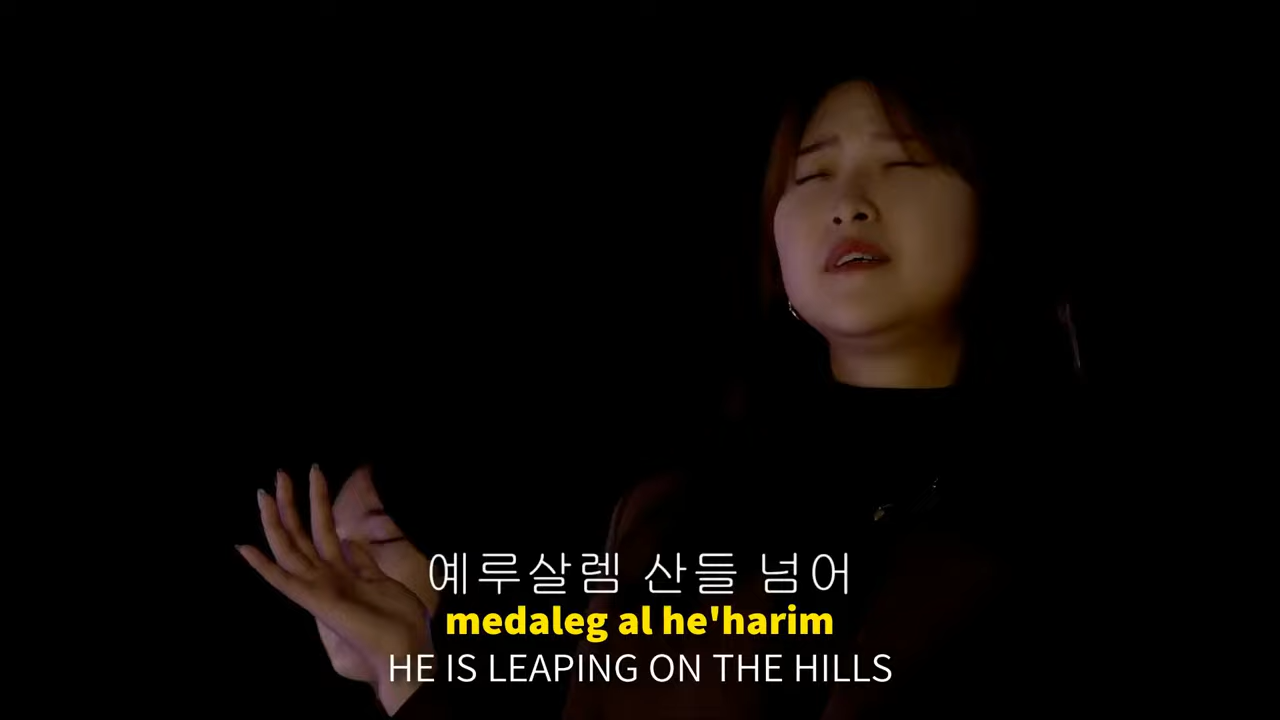 예루살렘 산들 넘어
medaleg al he'harim
HE IS LEAPING ON THE HILLS